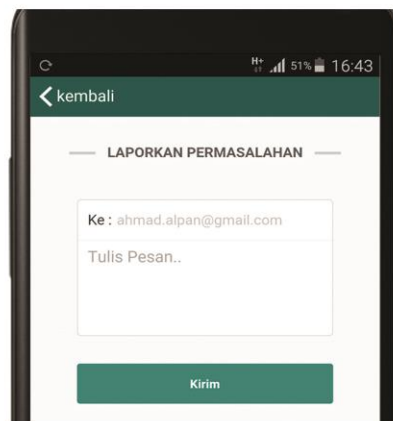 H+ 51% 16:43
kembali
LAPORKAN PERMASALAHAN
Ke : ahmad.alpan@gmail.com
Tulis Pesan..
Kirim